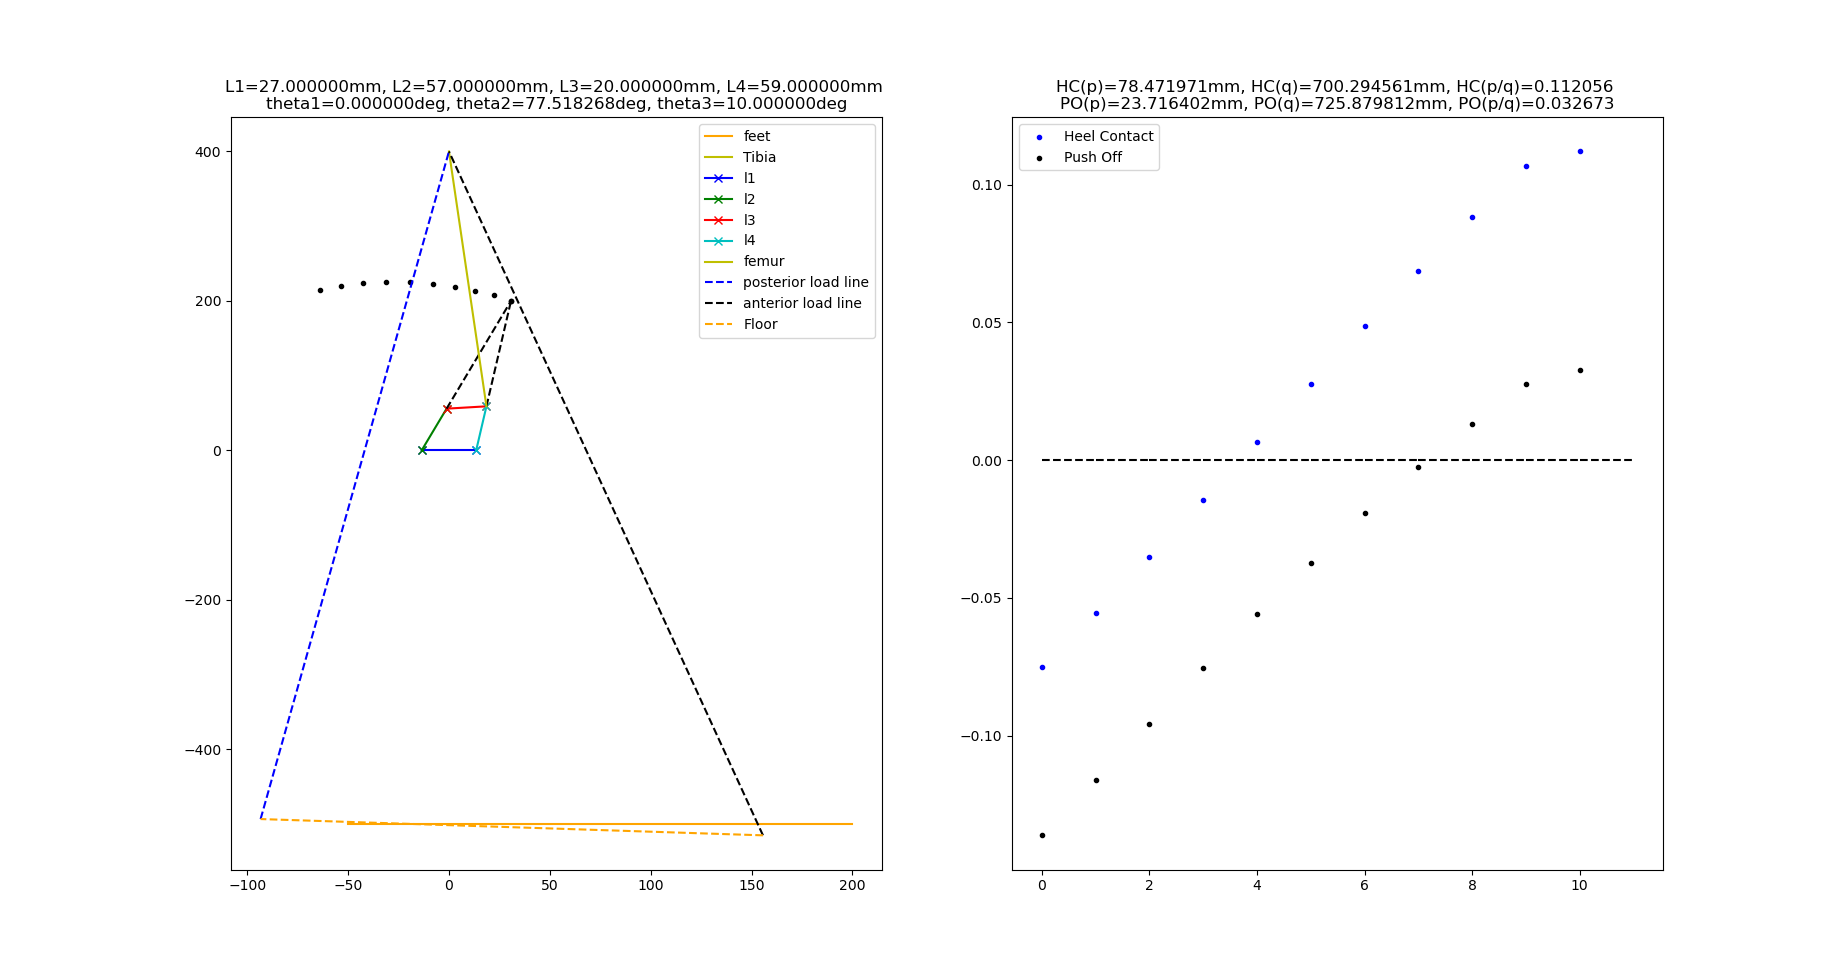 L1=27.000000mm, L2=57.000000mm, L3=20.000000mm, L4=59.000000mm
theta1=0.000000deg, theta2=77.518268deg, theta3=10.000000deg
400
200
0
−200
−400
−100
−50
0
50
100
150
200
feet
Tibia
l1
l2
l3
l4
femur
posterior load line
anterior load line
Floor
HC(p)=78.471971mm, HC(q)=700.294561mm, HC(p/q)=0.112056
PO(p)=23.716402mm, PO(q)=725.879812mm, PO(p/q)=0.032673
Heel Contact
Push Off
0.10
0.05
0.00
−0.05
−0.10
0
2
4
6
8
10